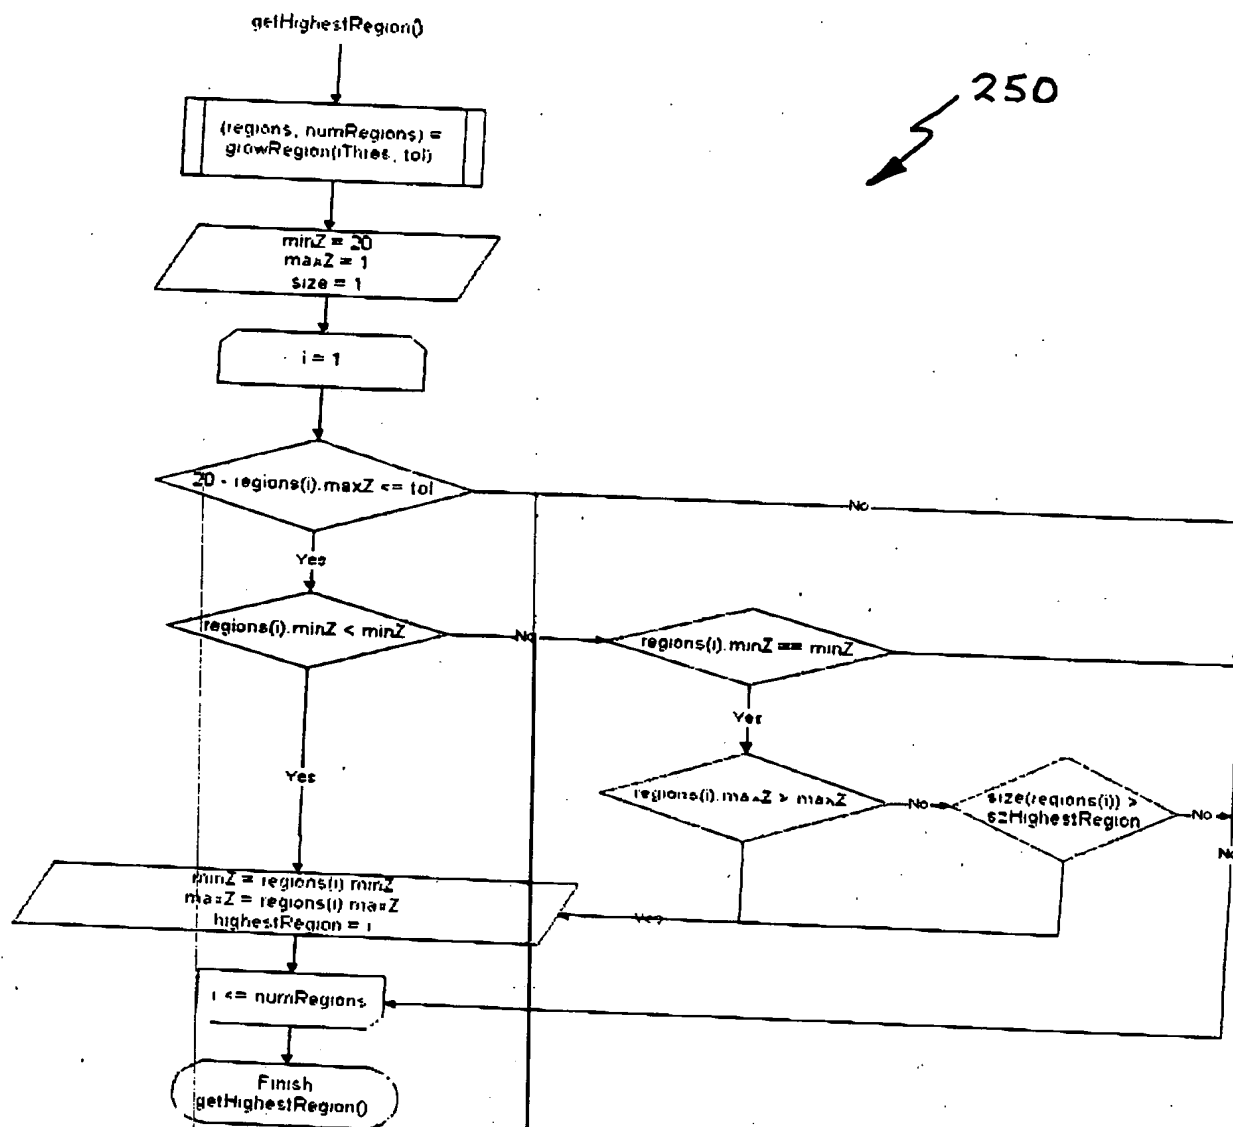 getHighestRegion()
250
(regions, numRegions) =
growRegion(iThres, tol)
minZ = 20
maxZ = 1
size = 1
i = 1
20 - regions(i).maxZ <= tol
No
Yes
regions(i).minZ < minZ
No
regions(i).minZ == minZ
Yes
Yes
regions(i).maxZ > maxZ
No
size(regions(i)) >
szHighestRegion
No
No
minZ = regions(i) minZ
maxZ = regions(i) maxZ
highestRegion = i
Yes
i <= numRegions
Finish
getHighestRegion()